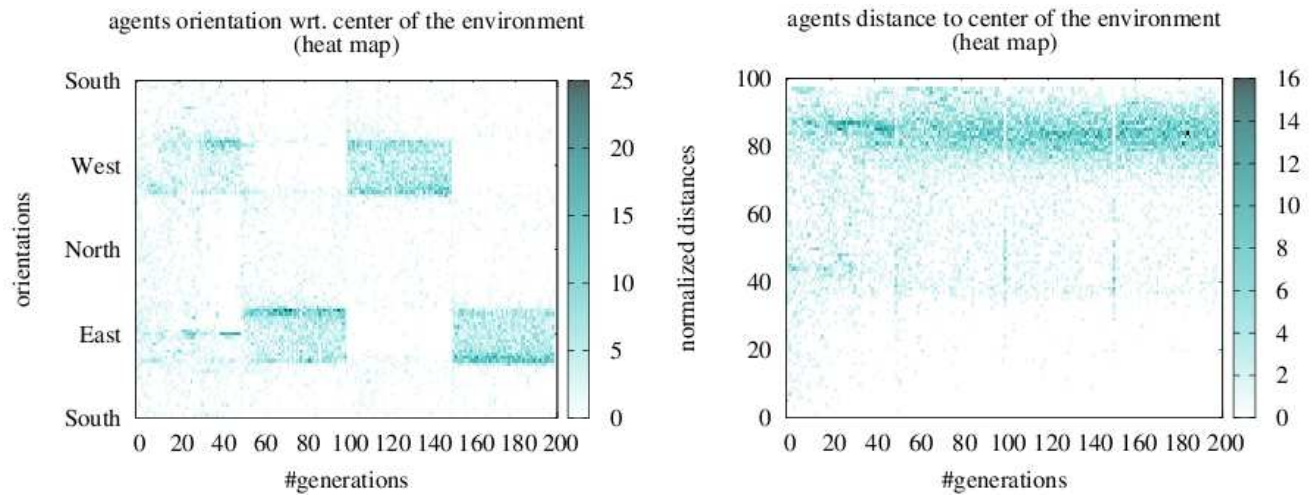 agents orientation wrt. center of the environment
(heat map)
South
West
North
East
South
orientations
0 20 40 60 80 100 120 140 160 180 200
#generations
25
20
15
10
5
0
agents distance to center of the environment
(heat map)
100
80
60
40
20
0
normalized distances
0 20 40 60 80 100 120 140 160 180 200
#generations
16
14
12
10
8
6
4
2
0